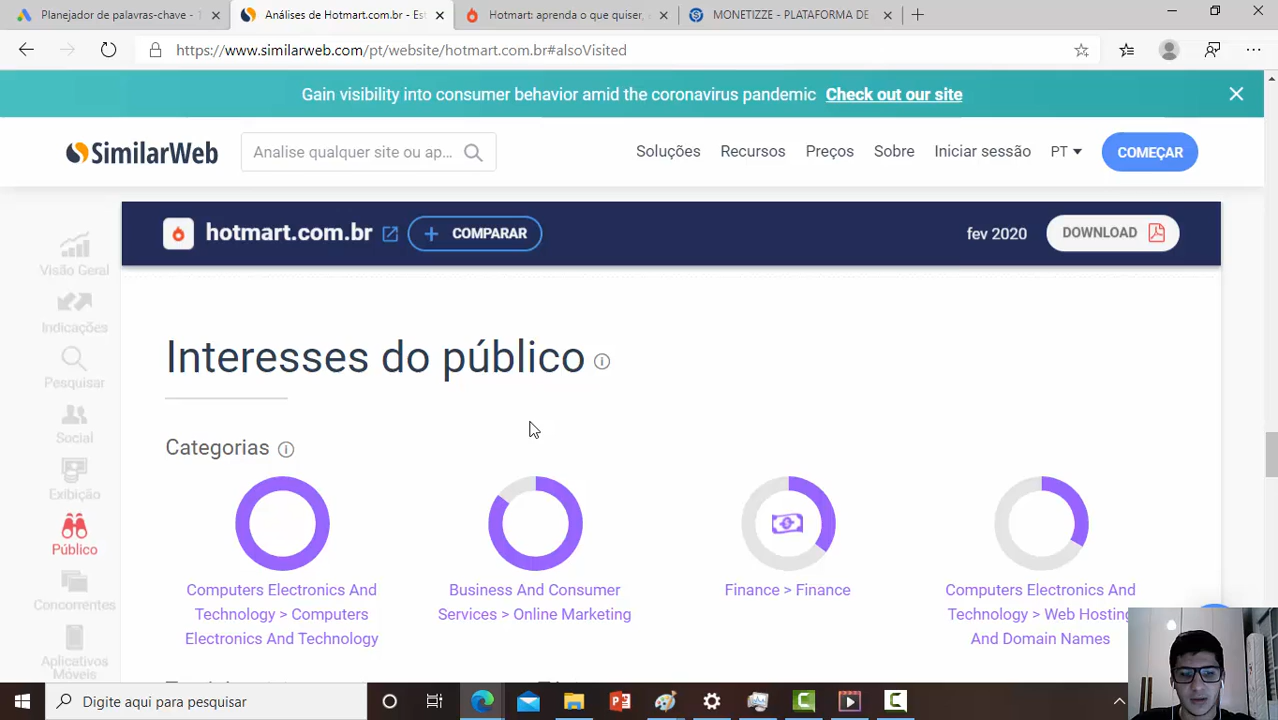 Planejador de palavras-chave - T
Análises de Hotmart.com.br - Est
Hotmart: aprenda o que quiser,
MONETIZZE - PLATAFORMA DE
https://www.similarweb.com/pt/website/hotmart.com.br#alsoVisited
Gain visibility into consumer behavior amid the coronavirus pandemic Check out our site
SimilarWeb
Analise qualquer site ou ap...
Soluções
Recursos
Preços
Sobre
Iniciar sessão
PT
COMEÇAR
hotmart.com.br
COMPARAR
fev 2020
DOWNLOAD
Visão Geral
Indicações
Pesquisar
Social
Exibição
Público
Concorrentes
Aplicativos
Móveis
Interesses do público
Categorias
Computers Electronics And
Technology > Computers
Electronics And Technology
Business And Consumer
Services > Online Marketing
Finance > Finance
Computers Electronics And
Technology > Web Hosting
And Domain Names
Digite aqui para pesquisar